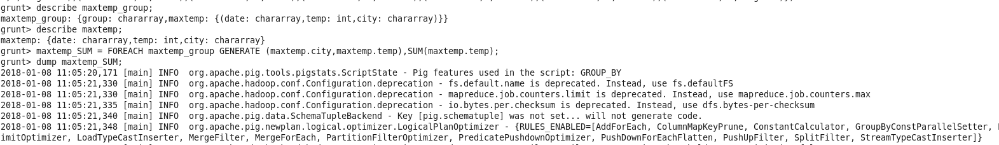 grunt> describe maxtemp_group;
maxtemp_group: {group: chararray,maxtemp: {(date: chararray,temp: int,city: chararray)}}
grunt> describe maxtemp;
maxtemp: {date: chararray,temp: int,city: chararray}
grunt> maxtemp_SUM = FOREACH maxtemp_group GENERATE (maxtemp.city,maxtemp.temp),SUM(maxtemp.temp);
grunt> dump maxtemp_SUM;
2018-01-08 11:05:20,171 [main] INFO  org.apache.pig.tools.pigstats.ScriptState - Pig features used in the script: GROUP_BY
2018-01-08 11:05:21,330 [main] INFO  org.apache.hadoop.conf.Configuration.deprecation - fs.default.name is deprecated. Instead, use fs.defaultFS
2018-01-08 11:05:21,330 [main] INFO  org.apache.hadoop.conf.Configuration.deprecation - mapreduce.job.counters.limit is deprecated. Instead, use mapreduce.job.counters.max
2018-01-08 11:05:21,335 [main] INFO  org.apache.hadoop.conf.Configuration.deprecation - io.bytes.per.checksum is deprecated. Instead, use dfs.bytes-per-checksum
2018-01-08 11:05:21,340 [main] INFO  org.apache.pig.data.SchemaTupleBackend - Key [pig.schematuple] was not set... will not generate code.
2018-01-08 11:05:21,348 [main] INFO  org.apache.pig.newplan.logical.optimizer.LogicalPlanOptimizer - {RULES_ENABLED=[AddForEach, ColumnMapKeyPrune, ConstantCalculator, GroupByConstParallelSetter,
imitOptimizer, LoadTypeCastInserter, MergeFilter, MergeForEach, PartitionFilterOptimizer, PredicatePushdownOptimizer, PushDownForEachFlatten, PushUpFilter, SplitFilter, StreamTypeCastInserter]}